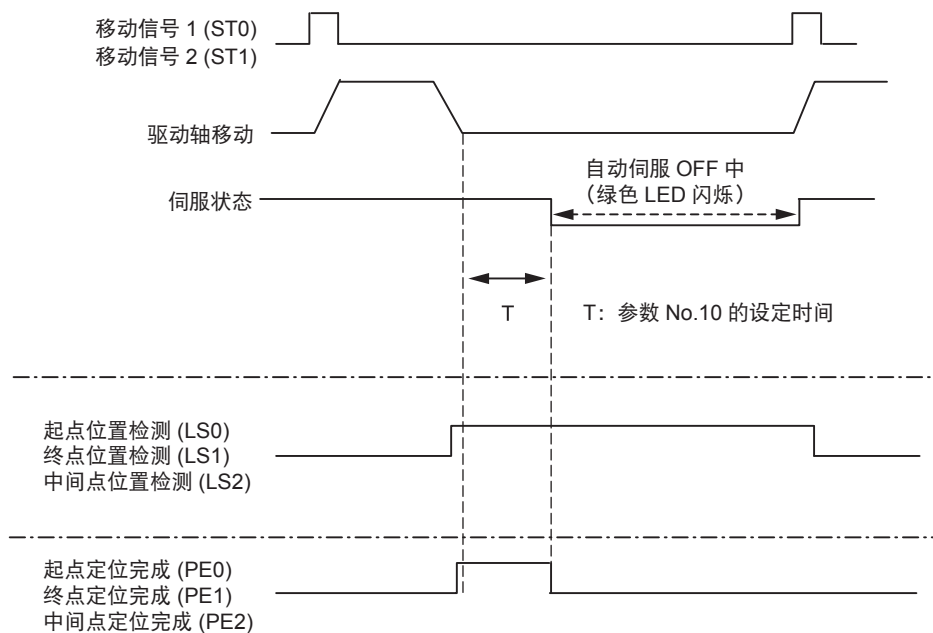 移动信号 1 (ST0)
移动信号 2 (ST1)
驱动轴移动
自动伺服 OFF 中
（绿色 LED 闪烁）
伺服状态
T
T：参数 No.10 的设定时间
起点位置检测 (LS0)
终点位置检测 (LS1)
中间点位置检测 (LS2)
起点定位完成 (PE0)
终点定位完成 (PE1)
中间点定位完成 (PE2)